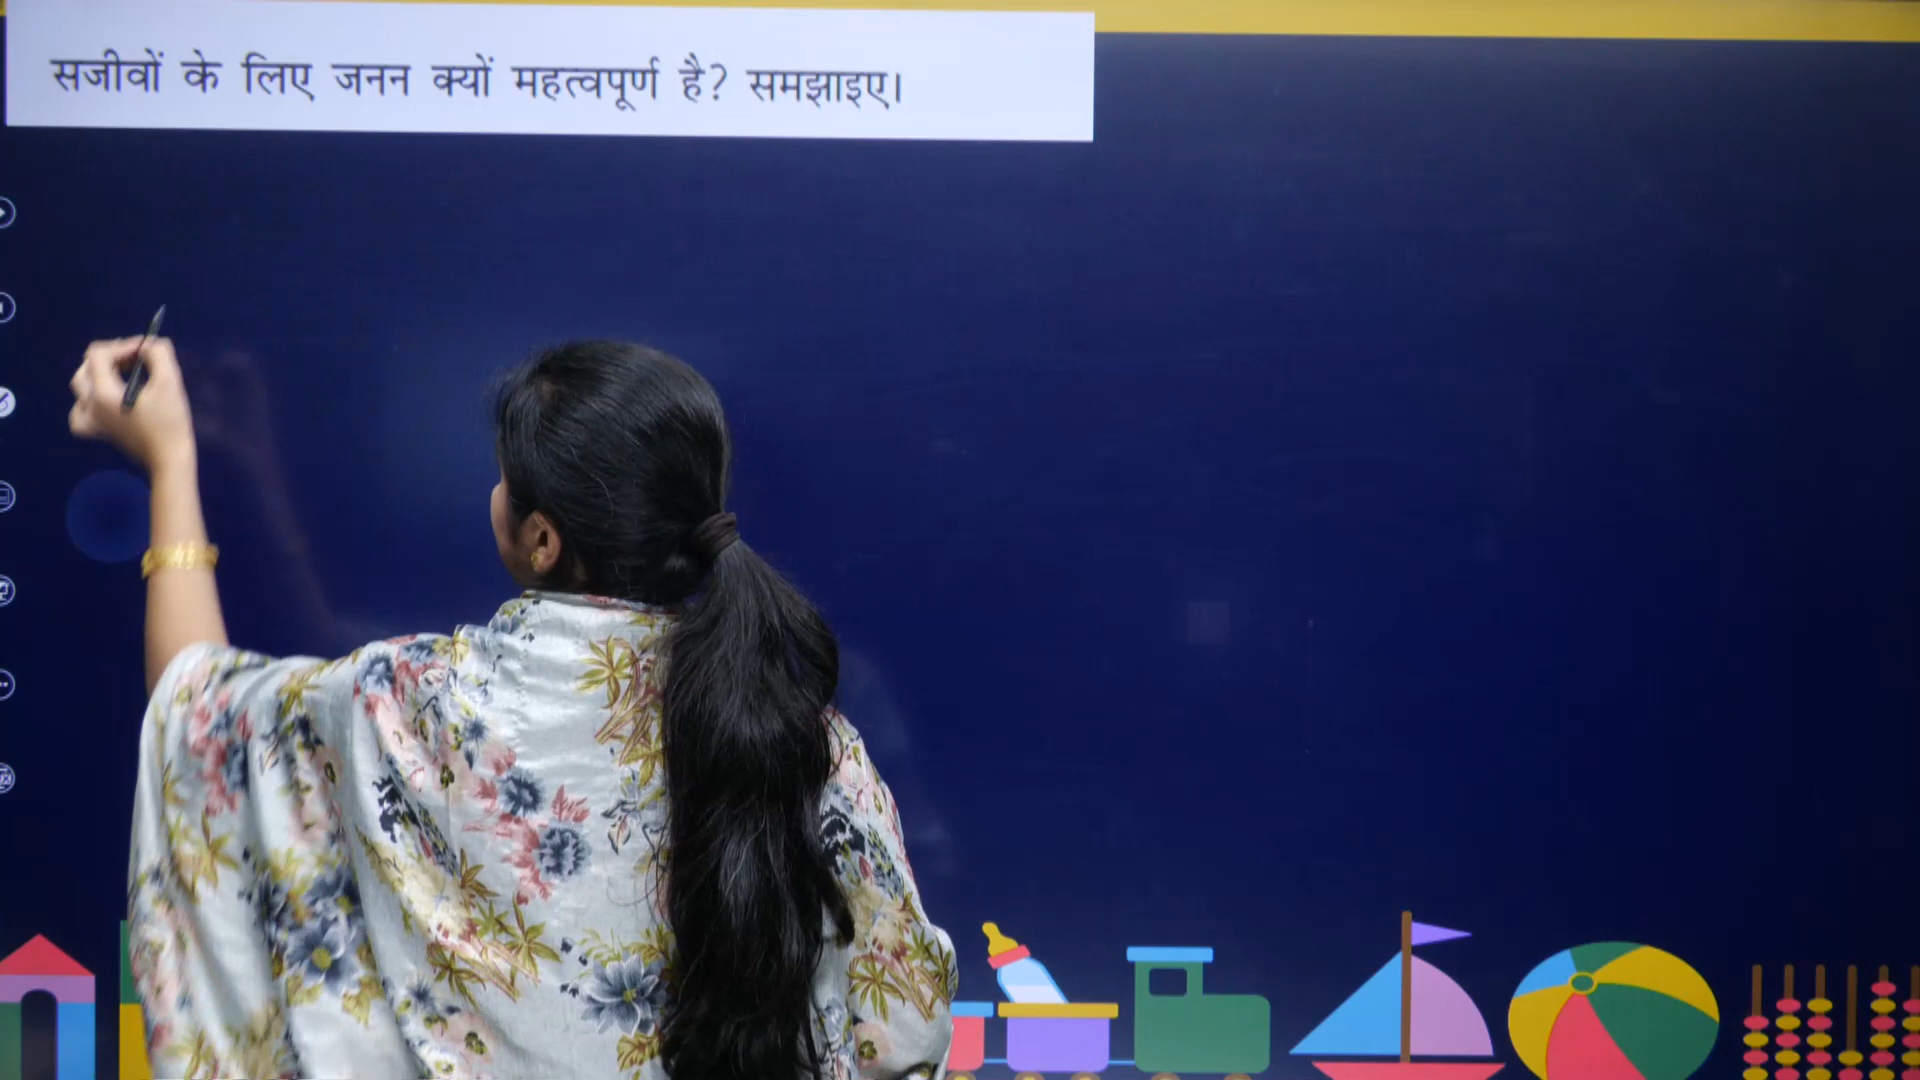 सजीवों के लिए जनन क्यों महत्वपूर्ण है? समझाइए।